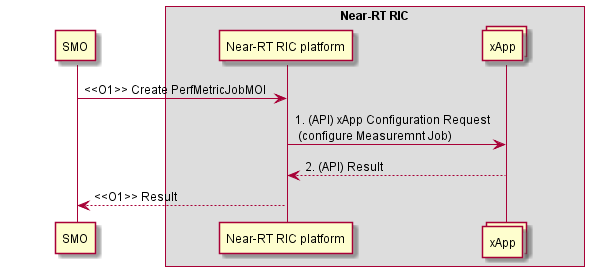 Near-RT RIC
SMO
Near-RT RIC platform
xApp
<<O1>> Create PerfMetricJobMOI
1. (API) xApp Configuration Request
(configure Measuremnt Job)
2. (API) Result
<<O1>> Result
SMO
Near-RT RIC platform
xApp